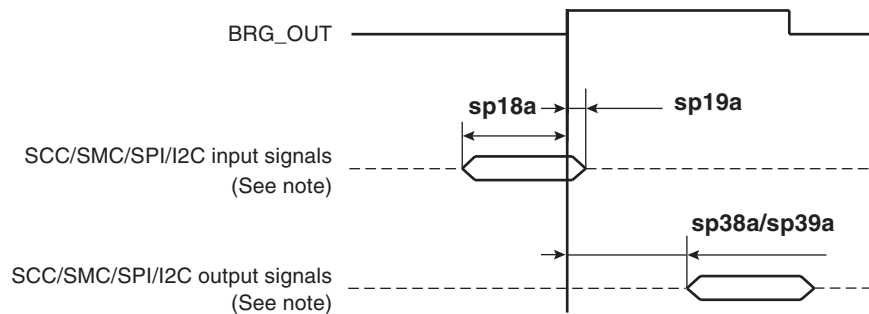 BRG_OUT
sp18a
sp19a
SCC/SMC/SPI/I2C input signals
(See note)
sp38a/sp39a
SCC/SMC/SPI/I2C output signals
(See note)